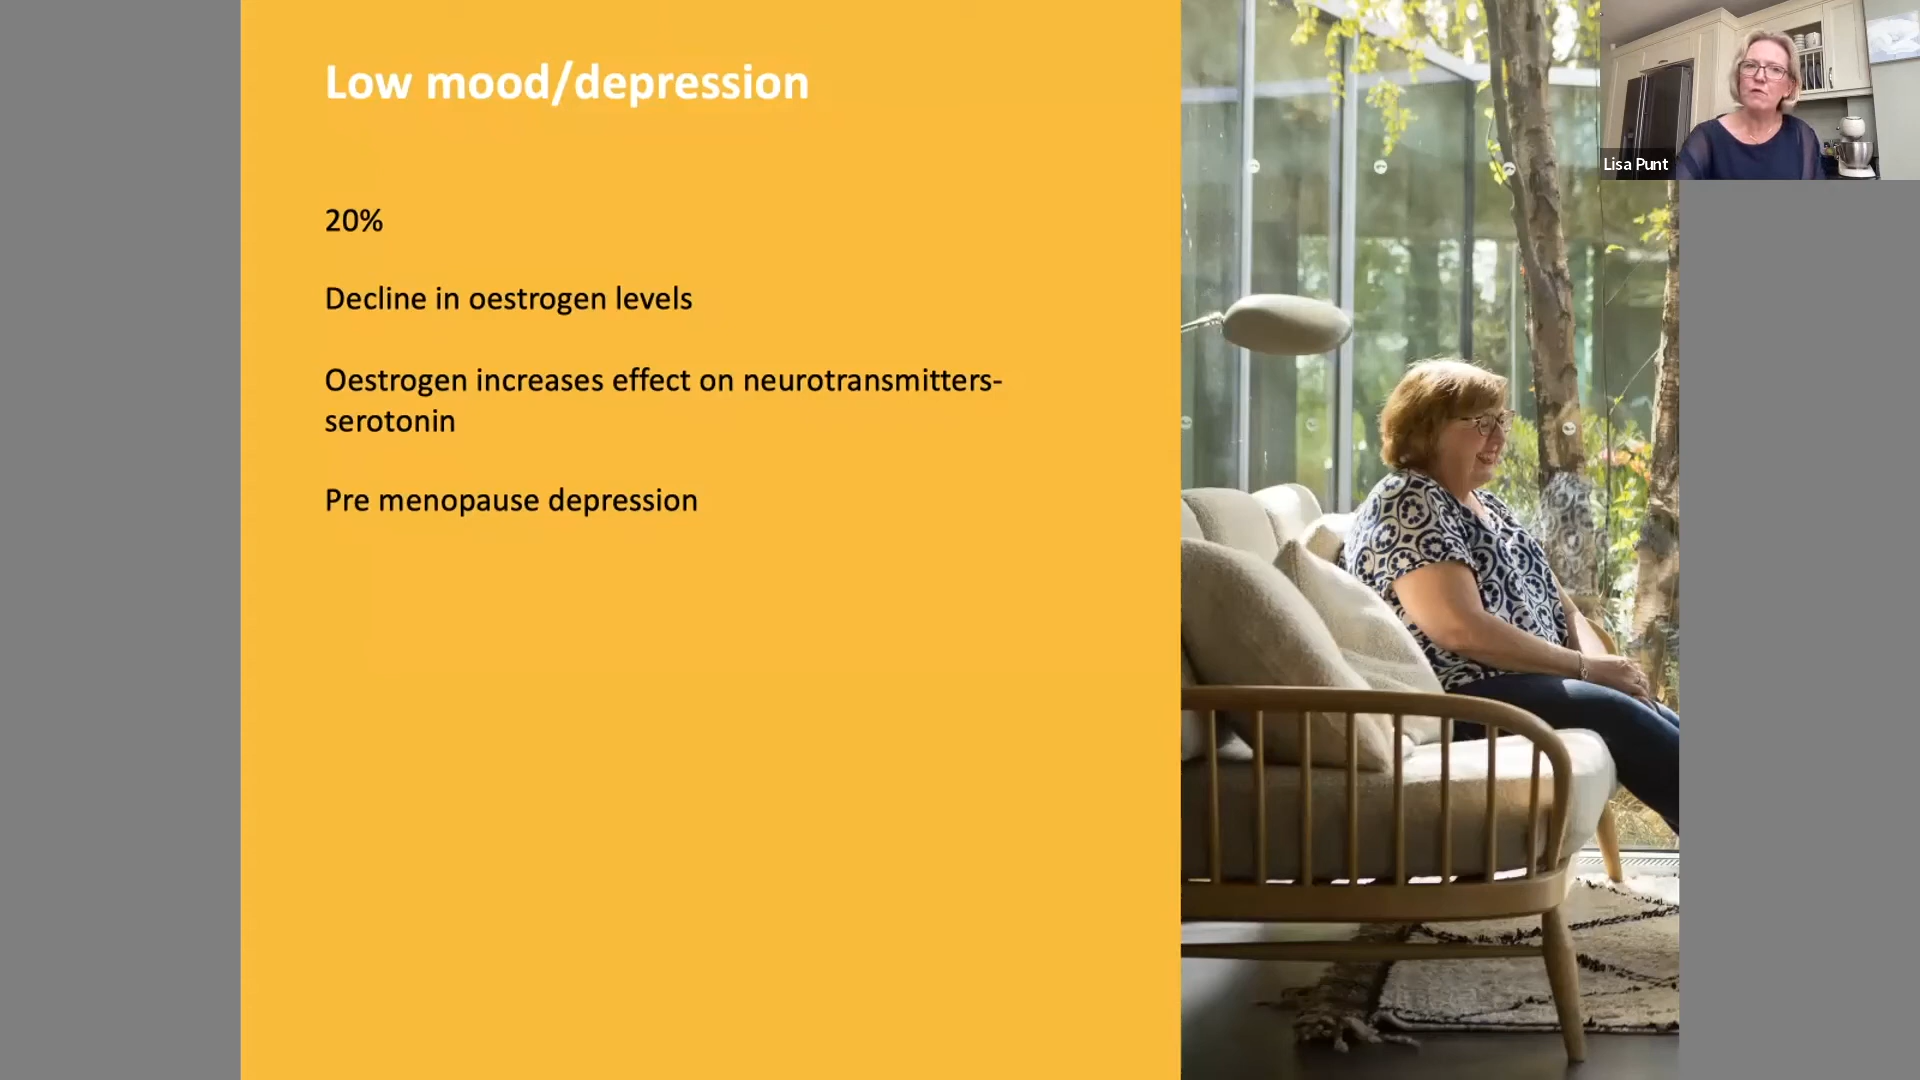 Low mood/depression
20%
Decline in oestrogen levels
Oestrogen increases effect on neurotransmitters-
serotonin
Pre menopause depression
Lisa Punt